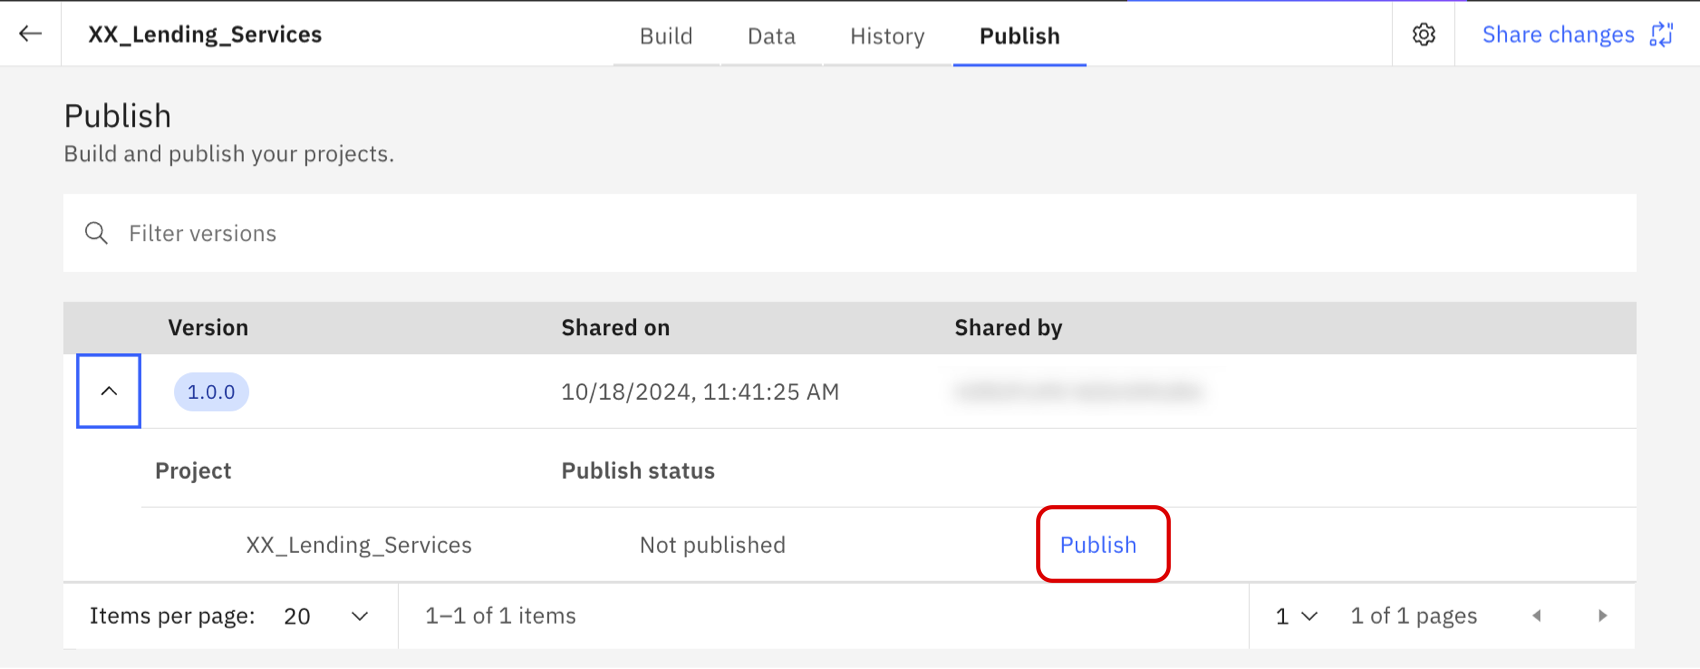 XX_Lending_Services Build Data History Publish Share changes
Publish
Build and publish your projects.
Filter versions
Version Shared on Shared by
1.0.0 10/18/2024, 11:41:25 AM
Project Publish status
XX_Lending_Services Not published Publish
Items per page: 20 1–1 of 1 items 1 1 of 1 pages